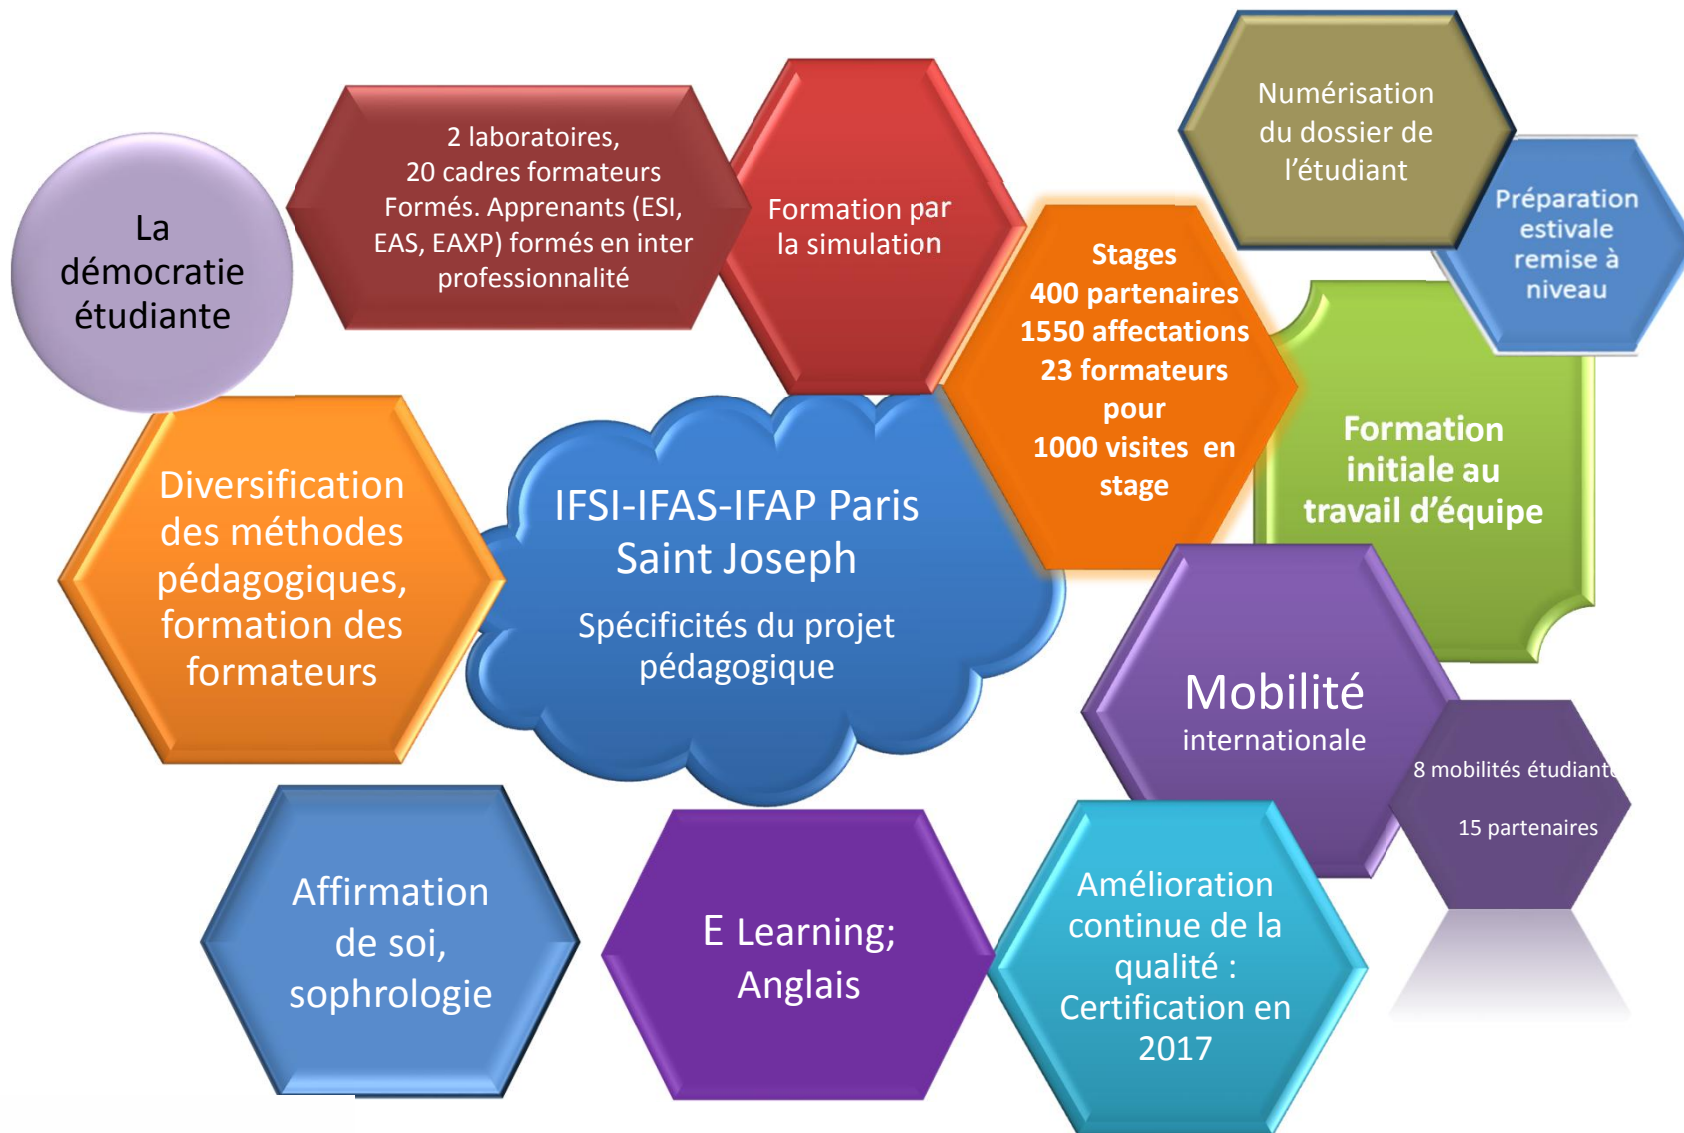 La
démocratie
étudiante
2 laboratoires,
20 cadres formateurs
Formés. Apprenants (ESI,
EAS, EAXP) formés en inter
professionnalité
Formation par
la simulation
Numérisation
du dossier de
l’étudiant
Préparation
estivale
remise à
niveau
Stages
400 partenaires
1550 affectations
23 formateurs
pour
1000 visites en
stage
Formation
initiale au
travail d’équipe
Diversification
des méthodes
pédagogiques,
formation des
formateurs
IFSI-IFAS-IFAP Paris
Saint Joseph
Spécificités du projet
pédagogique
Mobilité
internationale
8 mobilités étudiante
15 partenaires
Affirmation
de soi,
sophrologie
E Learning;
Anglais
Amélioration
continue de la
qualité :
Certification en
2017